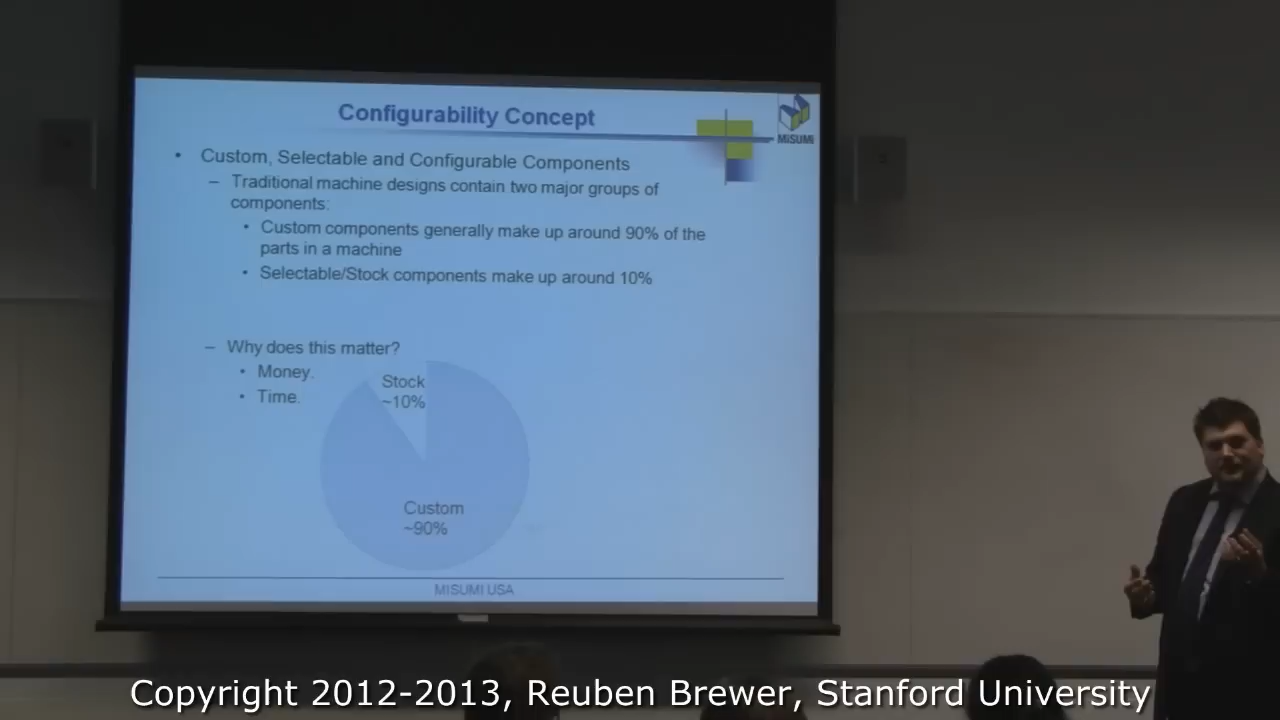 Configurability Concept
MiSUMi
• Custom, Selectable and Configurable Components
– Traditional machine designs contain two major groups of
components:
• Custom components generally make up around 90% of the
parts in a machine
• Selectable/Stock components make up around 10%
– Why does this matter?
• Money.
• Time.
Stock
~10%
Custom
~90%
MISUMI USA
Copyright 2012-2013, Reuben Brewer, Stanford University